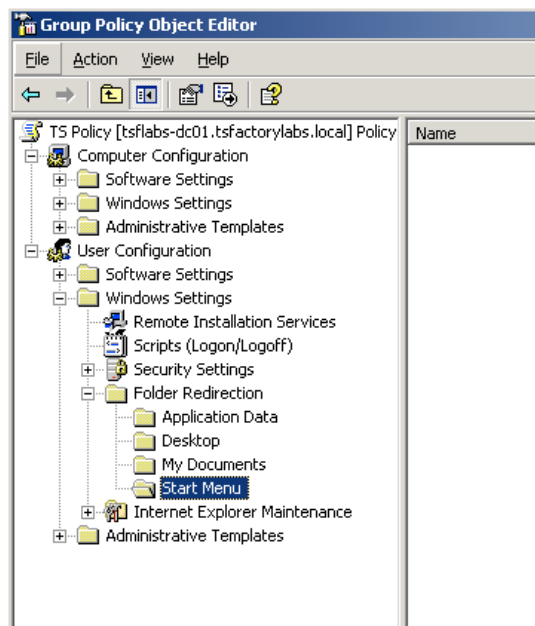 Group Policy Object Editor
File Action View Help
TS Policy [tsflabs-dc01.tsfactorylabs.local] Policy
Name
Computer Configuration
Software Settings
Windows Settings
Administrative Templates
User Configuration
Software Settings
Windows Settings
Remote Installation Services
Scripts (Logon/Logoff)
Security Settings
Folder Redirection
Application Data
Desktop
My Documents
Start Menu
Internet Explorer Maintenance
Administrative Templates